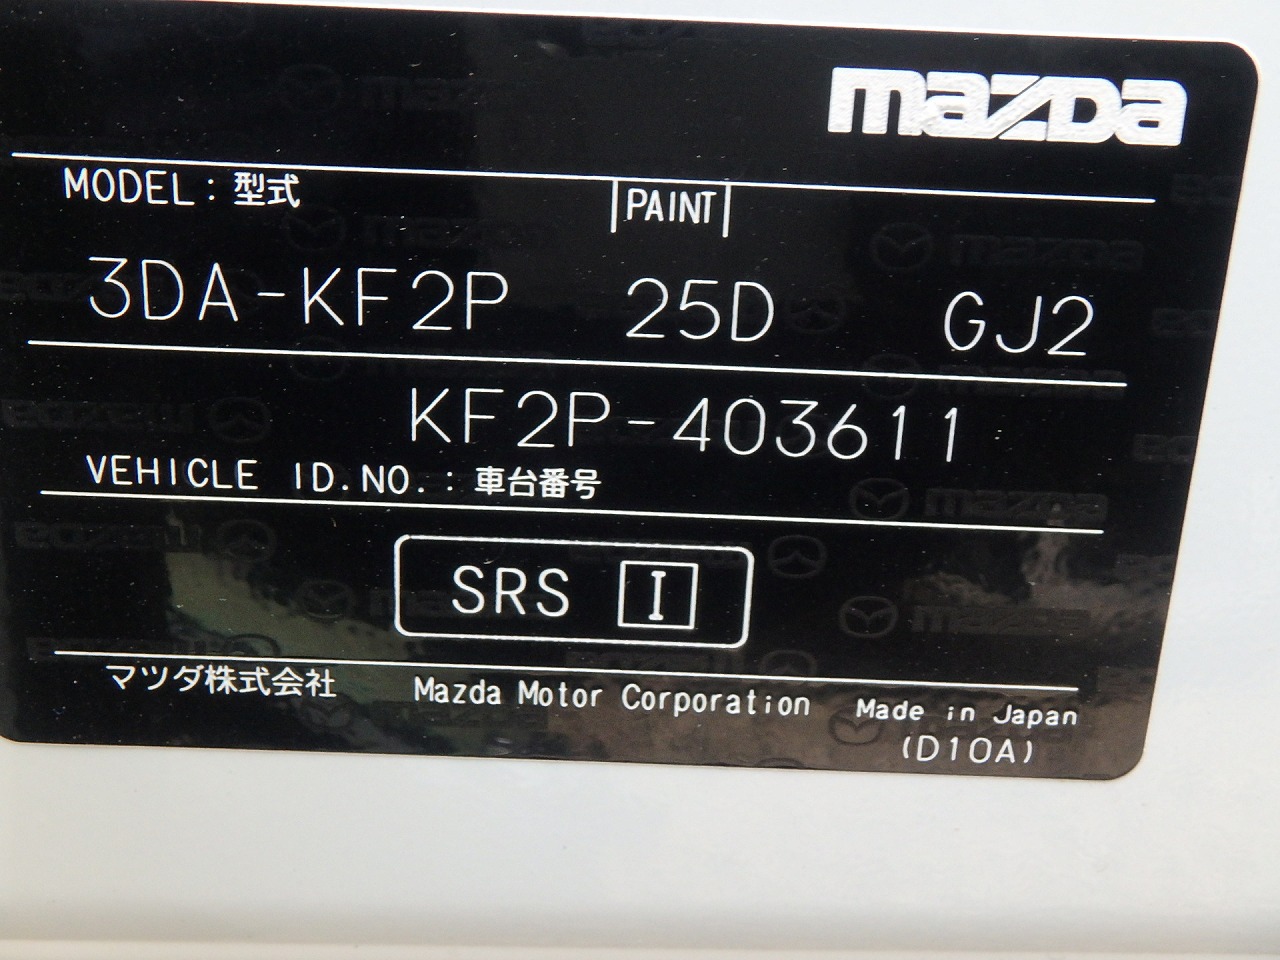 mazda
MODEL: 型式 PAINT
3DA-KF2P 25D GJ2
KF2P-403611
VEHICLE ID.NO.: 車台番号
SRS I
マツダ株式会社 Mazda Motor Corporation Made in Japan
(D10A)